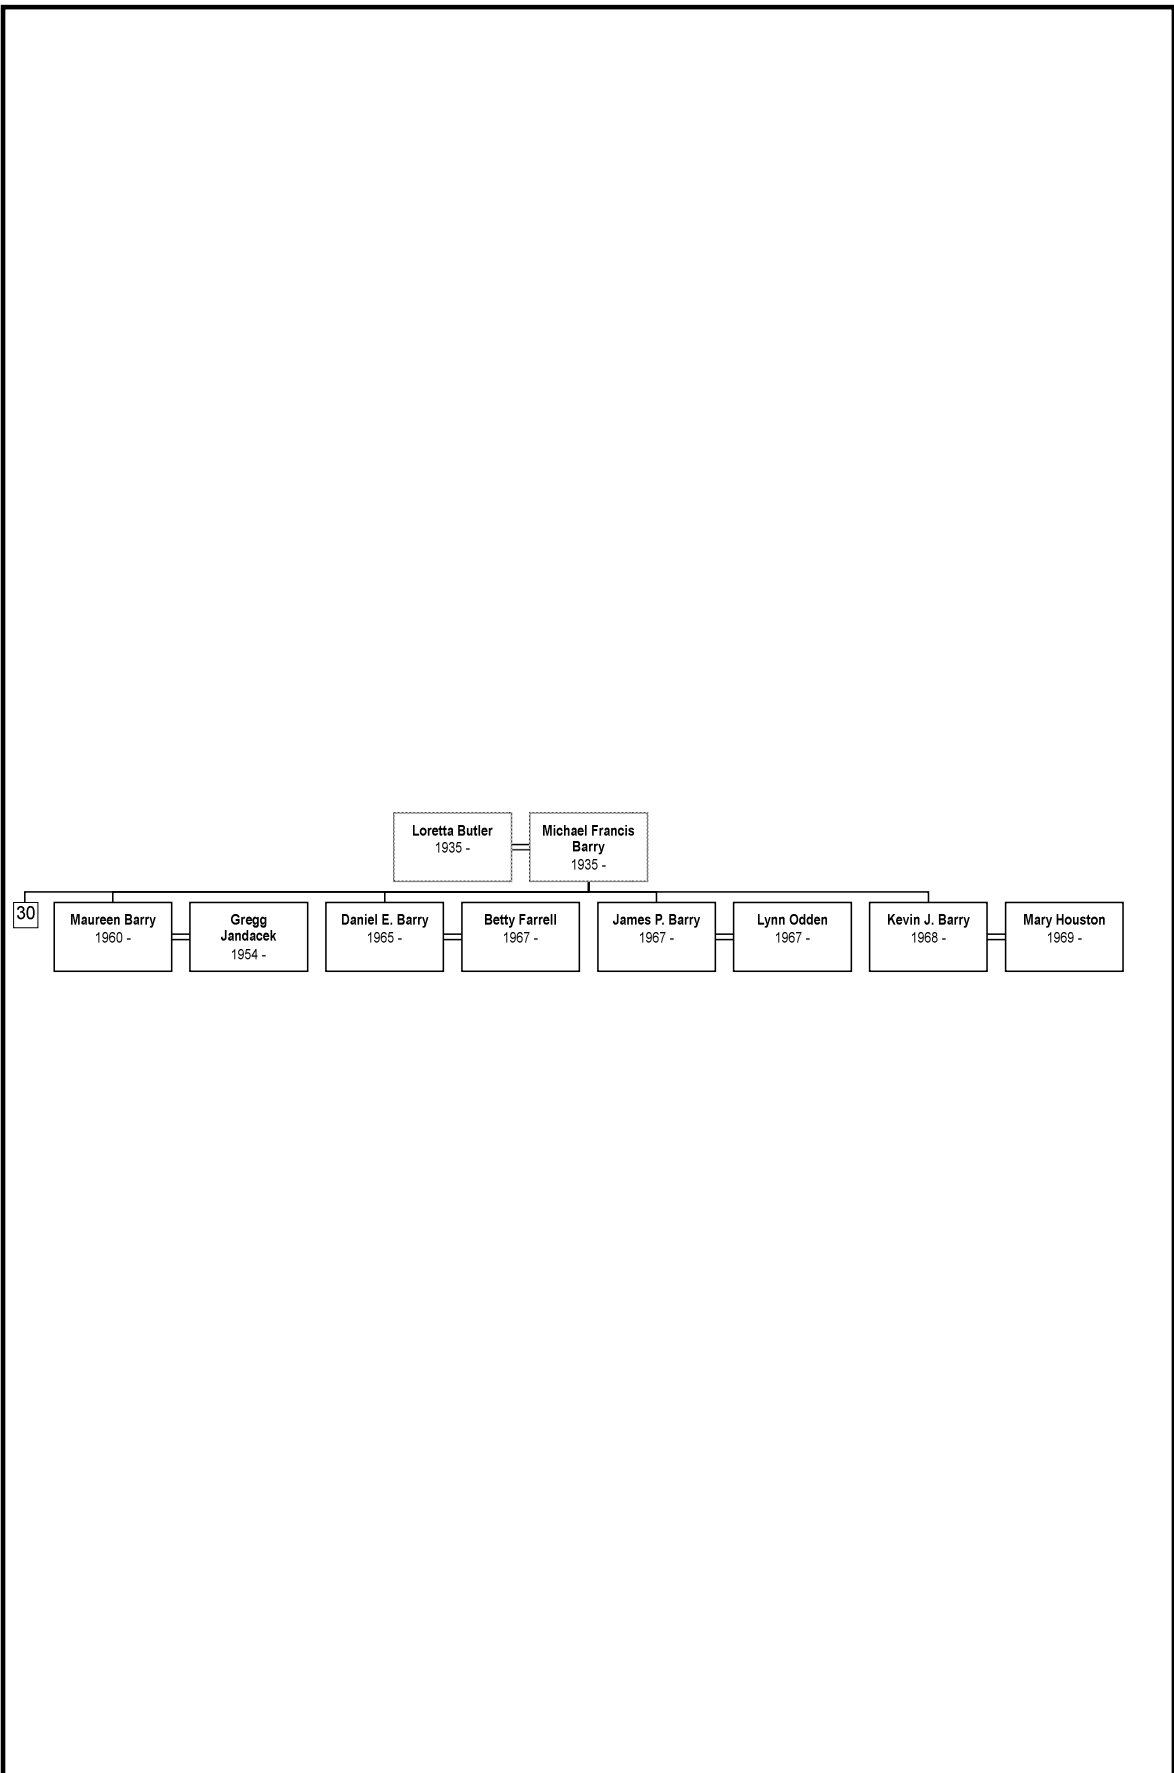 Loretta Butler
1935 -
Michael Francis
Barry
1935 -
30
Maureen Barry
1960 -
Gregg
Jandacek
1954 -
Daniel E. Barry
1965 -
Betty Farrell
1967 -
James P. Barry
1967 -
Lynn Odden
1967 -
Kevin J. Barry
1968 -
Mary Houston
1969 -